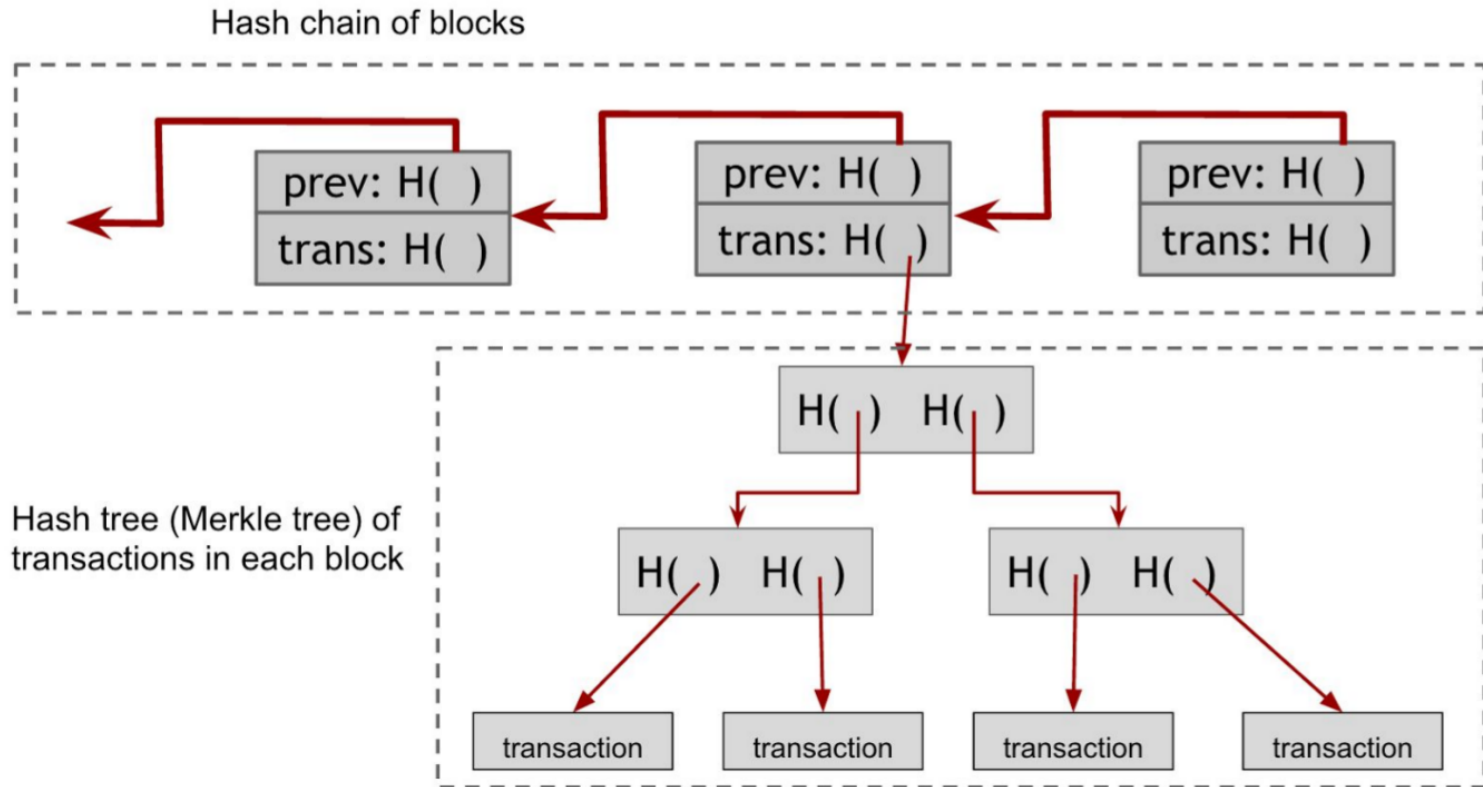 Hash chain of blocks
prev: H( )
trans: H( )
prev: H( )
trans: H( )
prev: H( )
trans: H( )
H( ) H( )
Hash tree (Merkle tree) of
transactions in each block
H( ) H( )
H( ) H( )
transaction
transaction
transaction
transaction